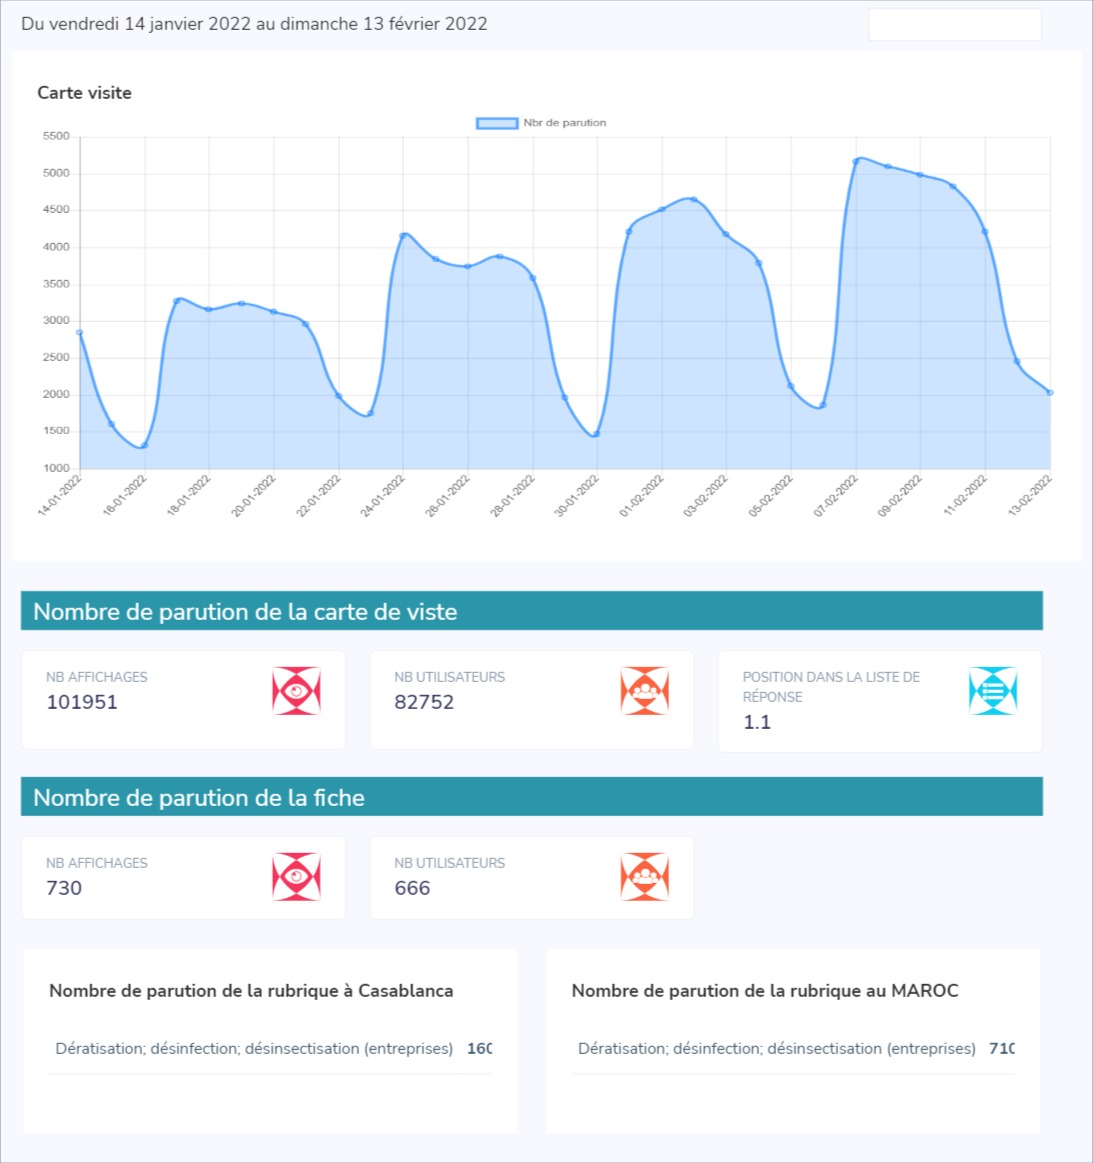 Du vendredi 14 janvier 2022 au dimanche 13 février 2022
Carte visite
Nbr de parution
5500
5000
4500
4000
3500
3000
2500
2000
1500
1000
14-01-2022
16-01-2022
18-01-2022
20-01-2022
22-01-2022
24-01-2022
26-01-2022
28-01-2022
30-01-2022
01-02-2022
03-02-2022
05-02-2022
07-02-2022
09-02-2022
11-02-2022
13-02-2022
Nombre de parution de la carte de viste
NB AFFICHAGES
101951
NB UTILISATEURS
82752
POSITION DANS LA LISTE DE
RÉPONSE
1.1
Nombre de parution de la fiche
NB AFFICHAGES
730
NB UTILISATEURS
666
Nombre de parution de la rubrique à Casablanca
Dératisation; désinfection; désinsectisation (entreprises) 160
Nombre de parution de la rubrique au MAROC
Dératisation; désinfection; désinsectisation (entreprises) 710